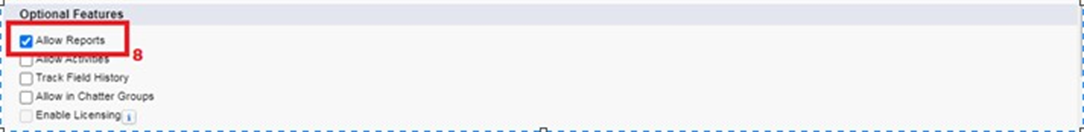 Optional Features
Allow Reports
8
Allow Activities
Track Field History
Allow in Chatter Groups
Enable Licensing i